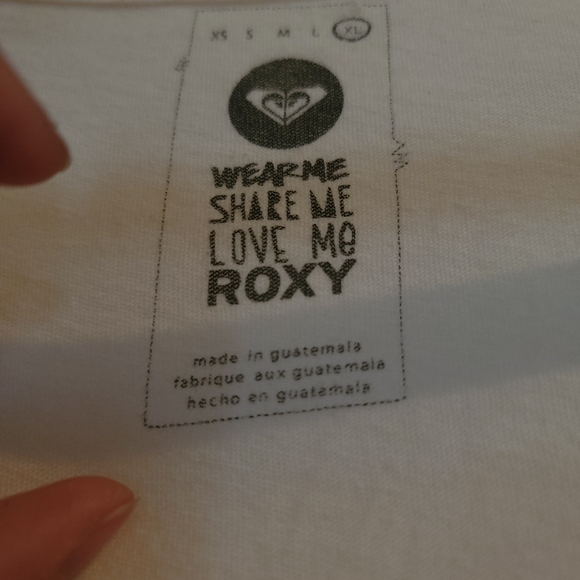 XS S M L XL
WEAR ME
SHARE ME
LOVE Me
ROXY
made in guatemala
fabrique aux guatemala
hecho en guatemala